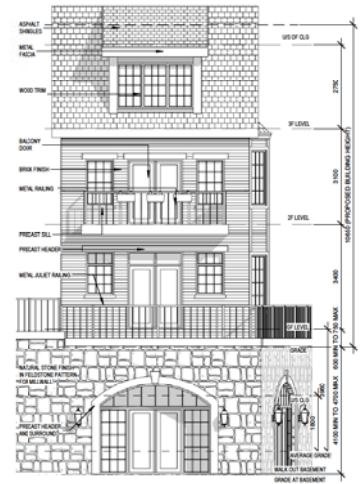 ASPHALT
SHINGLES
U/S OF CLG
METAL
FASCIA
2750
WOOD TRIM
3F LEVEL
BALCONY
DOOR
BRICK FINISH
METAL RAILING
3100
10650 (PROPOSED BUILDING HEIGHT)
PRECAST SILL
2F LEVEL
PRECAST HEADER
METAL JULIET RAILING
3400
GF LEVEL
600 MIN TO 750 MAX
GRADE
NATURAL STONE FINISH
IN FIELDSTONE PATTERN
FOR MILLWALL
U/S CLG
4100 MIN TO 4700 MAX
PRECAST HEADER
AND SURROUND
AVERAGE GRADE
WALK OUT BASEMENT
GRADE AT BASEMENT